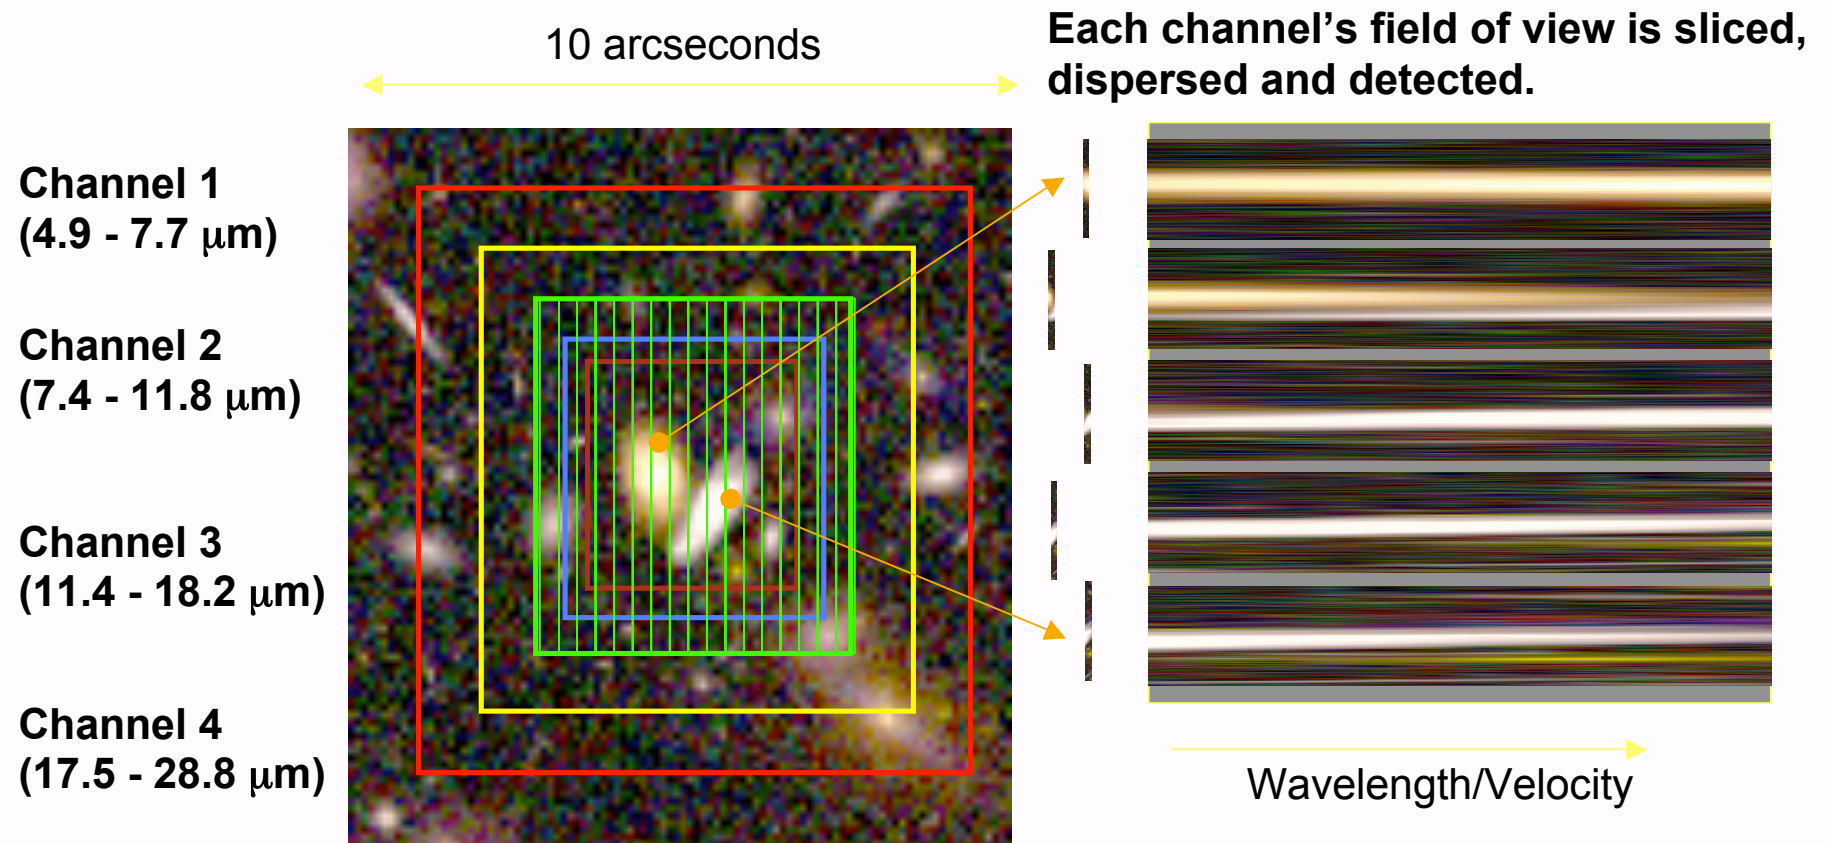 10 arcseconds
Each channel’s field of view is sliced,
dispersed and detected.
Channel 1
(4.9 - 7.7 μm)
Channel 2
(7.4 - 11.8 μm)
Channel 3
(11.4 - 18.2 μm)
Channel 4
(17.5 - 28.8 μm)
Wavelength/Velocity